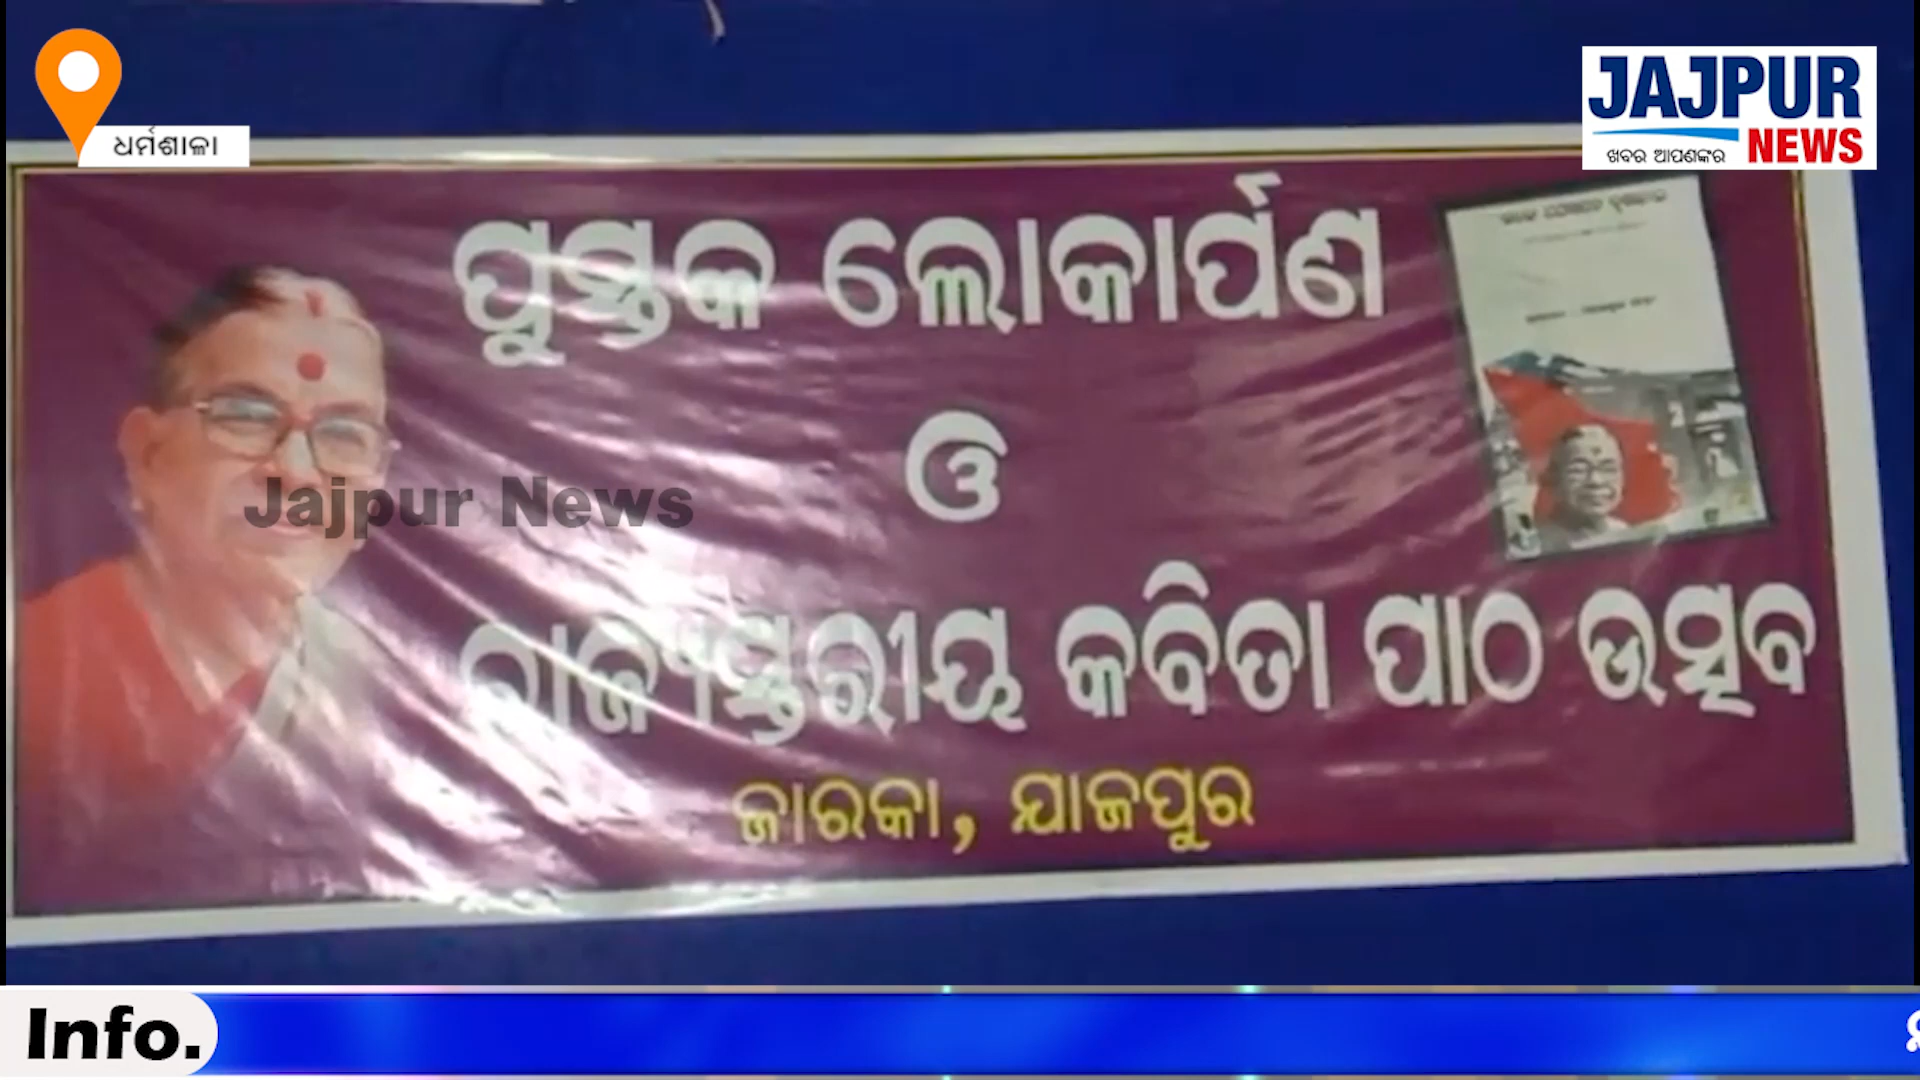 ଧର୍ମଶାଳା
JAJPUR
ଖବର ଆପଣଙ୍କର NEWS
ପୁସ୍ତକ ଲୋକାର୍ପଣ
ଓ
Jajpur News
ରାଜ୍ୟସ୍ତରୀୟ କବିତା ପାଠ ଉତ୍ସବ
ଜାରକା, ଯାଜପୁର
Info.